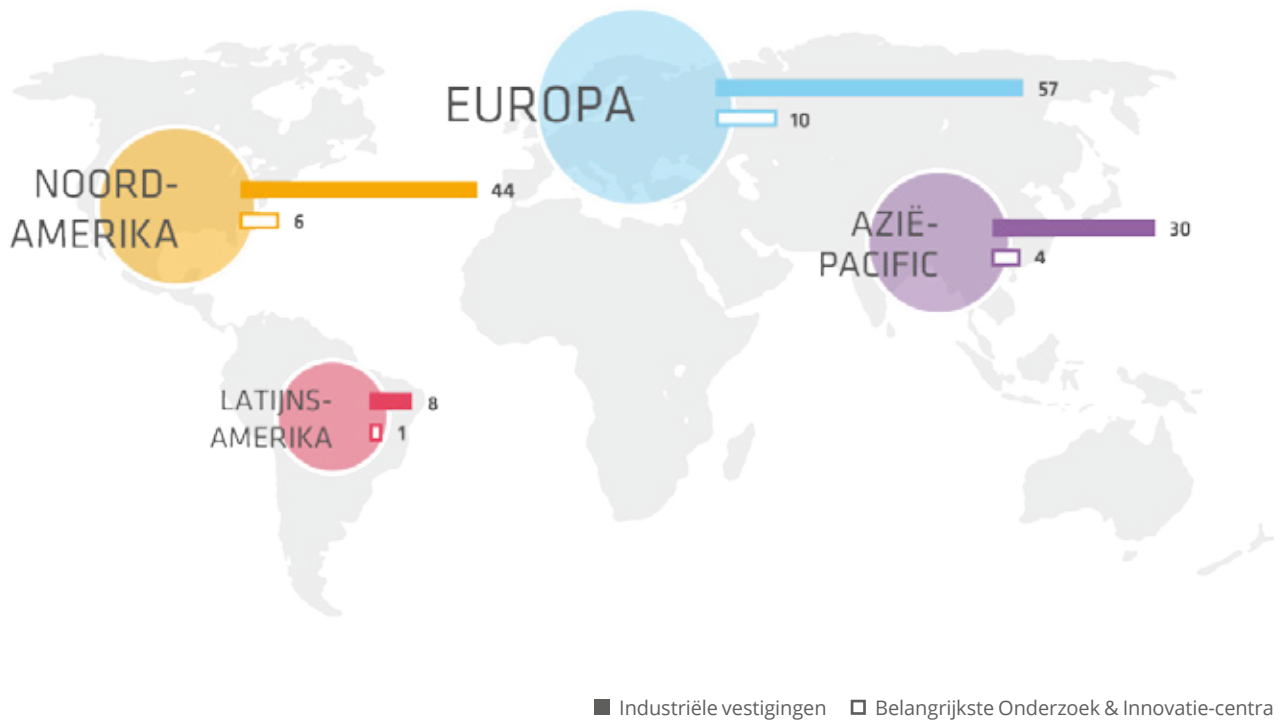 EUROPA
57
10
NOORD-
AMERIKA
44
6
AZIË-
PACIFIC
30
4
LATIJNS-
AMERIKA
8
1
Industriële vestigingen Belangrijkste Onderzoek & Innovatie-centra